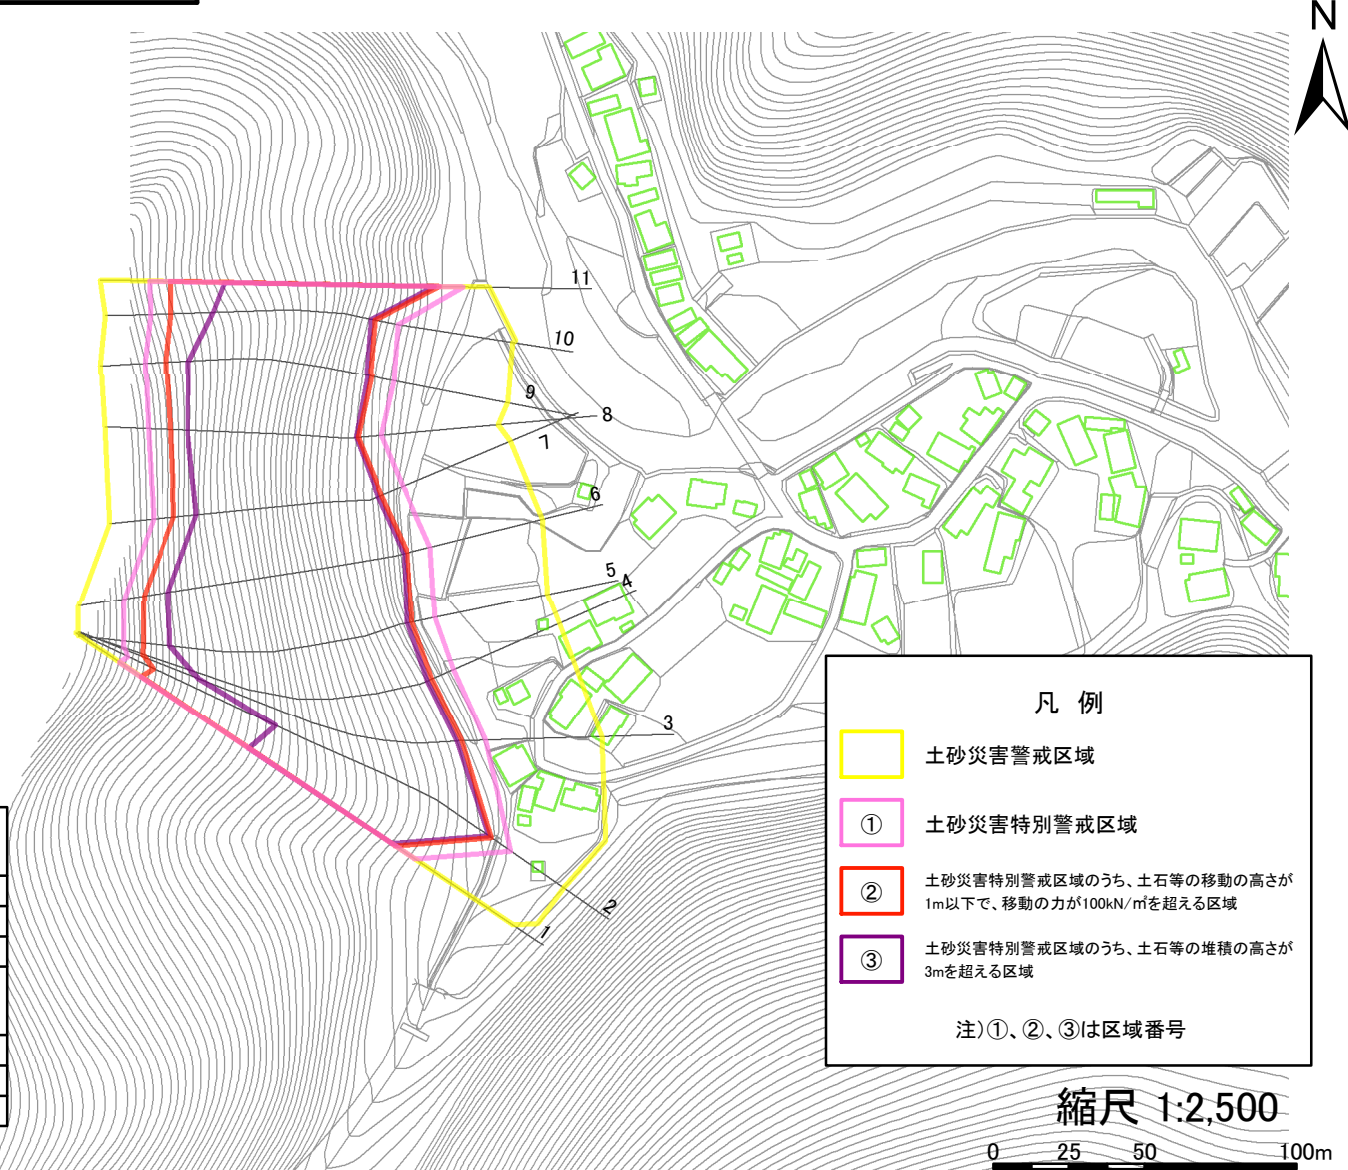 N
11
10
9
8
7
6
5
4
3
2
1
凡 例
土砂災害警戒区域
① 土砂災害特別警戒区域
② 土砂災害特別警戒区域のうち、土石等の移動の高さが
1m以下で、移動の力が100kN/㎡を超える区域
③ 土砂災害特別警戒区域のうち、土石等の堆積の高さが
3mを超える区域
注)①、②、③は区域番号
縮尺 1:2,500
0 25 50 100m